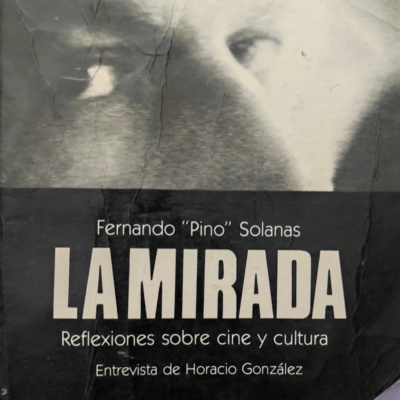 Fernando "Pino" Solanas
LA MIRADA
Reflexiones sobre cine y cultura
Entrevista de Horacio González